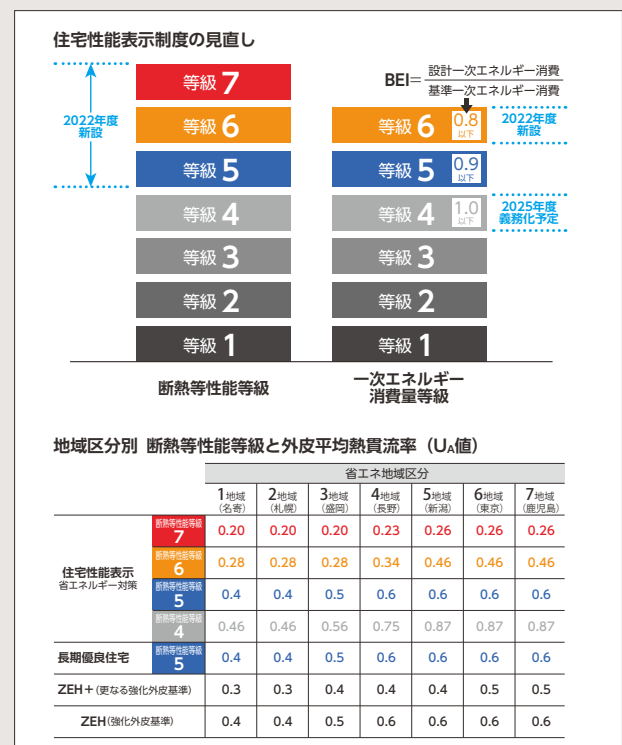 住宅性能表示制度の見直し
2022年度
新設
等級 7
等級 6
等級 5
等級 4
等級 3
等級 2
等級 1
断熱等性能等級
BEI=設計一次エネルギー消費
基準一次エネルギー消費
等級 6 0.8 以下
2022年度
新設
等級 5 0.9 以下
等級 4 1.0 以下
2025年度
義務化予定
等級 3
等級 2
等級 1
一次エネルギー
消費量等級
地域区分別 断熱等性能等級と外皮平均熱貫流率（UA値）
省エネ地域区分
1地域 2地域 3地域 4地域 5地域 6地域 7地域
(名寄) (札幌) (盛岡) (長野) (新潟) (東京) (鹿児島)
住宅性能表示
省エネルギー対策
断熱等性能等級
7 0.20 0.20 0.20 0.23 0.26 0.26 0.26
断熱等性能等級
6 0.28 0.28 0.28 0.34 0.46 0.46 0.46
断熱等性能等級
5 0.4 0.4 0.5 0.6 0.6 0.6 0.6
断熱等性能等級
4 0.46 0.46 0.56 0.75 0.87 0.87 0.87
長期優良住宅 断熱等性能等級
5 0.4 0.4 0.5 0.6 0.6 0.6 0.6
ZEH＋(更なる強化外皮基準) 0.3 0.3 0.4 0.4 0.4 0.5 0.5
ZEH(強化外皮基準) 0.4 0.4 0.5 0.6 0.6 0.6 0.6